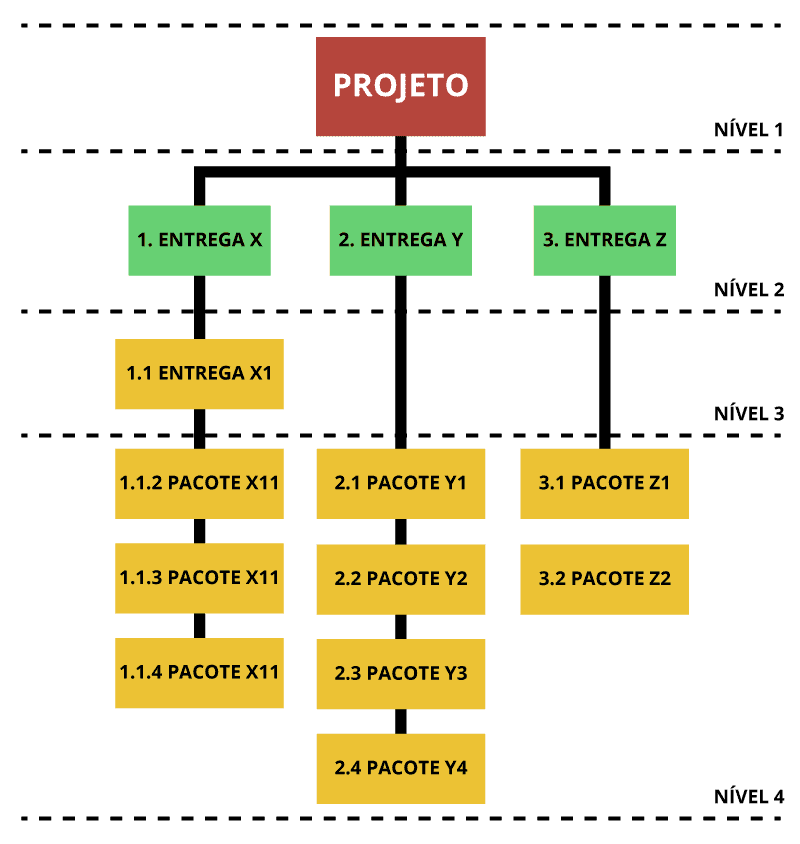 PROJETO
NÍVEL 1
1. ENTREGA X
2. ENTREGA Y
3. ENTREGA Z
NÍVEL 2
1.1 ENTREGA X1
NÍVEL 3
1.1.2 PACOTE X11
2.1 PACOTE Y1
3.1 PACOTE Z1
1.1.3 PACOTE X11
2.2 PACOTE Y2
3.2 PACOTE Z2
1.1.4 PACOTE X11
2.3 PACOTE Y3
2.4 PACOTE Y4
NÍVEL 4